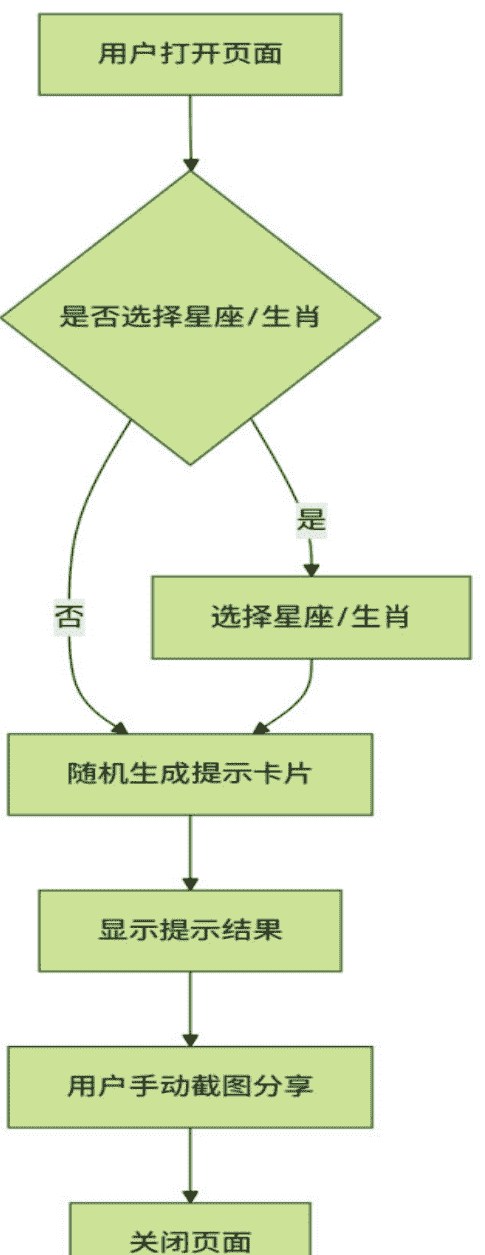 用户打开页面
是否选择星座/生肖
是
否
选择星座/生肖
随机生成提示卡片
显示提示结果
用户手动截图分享
关闭页面